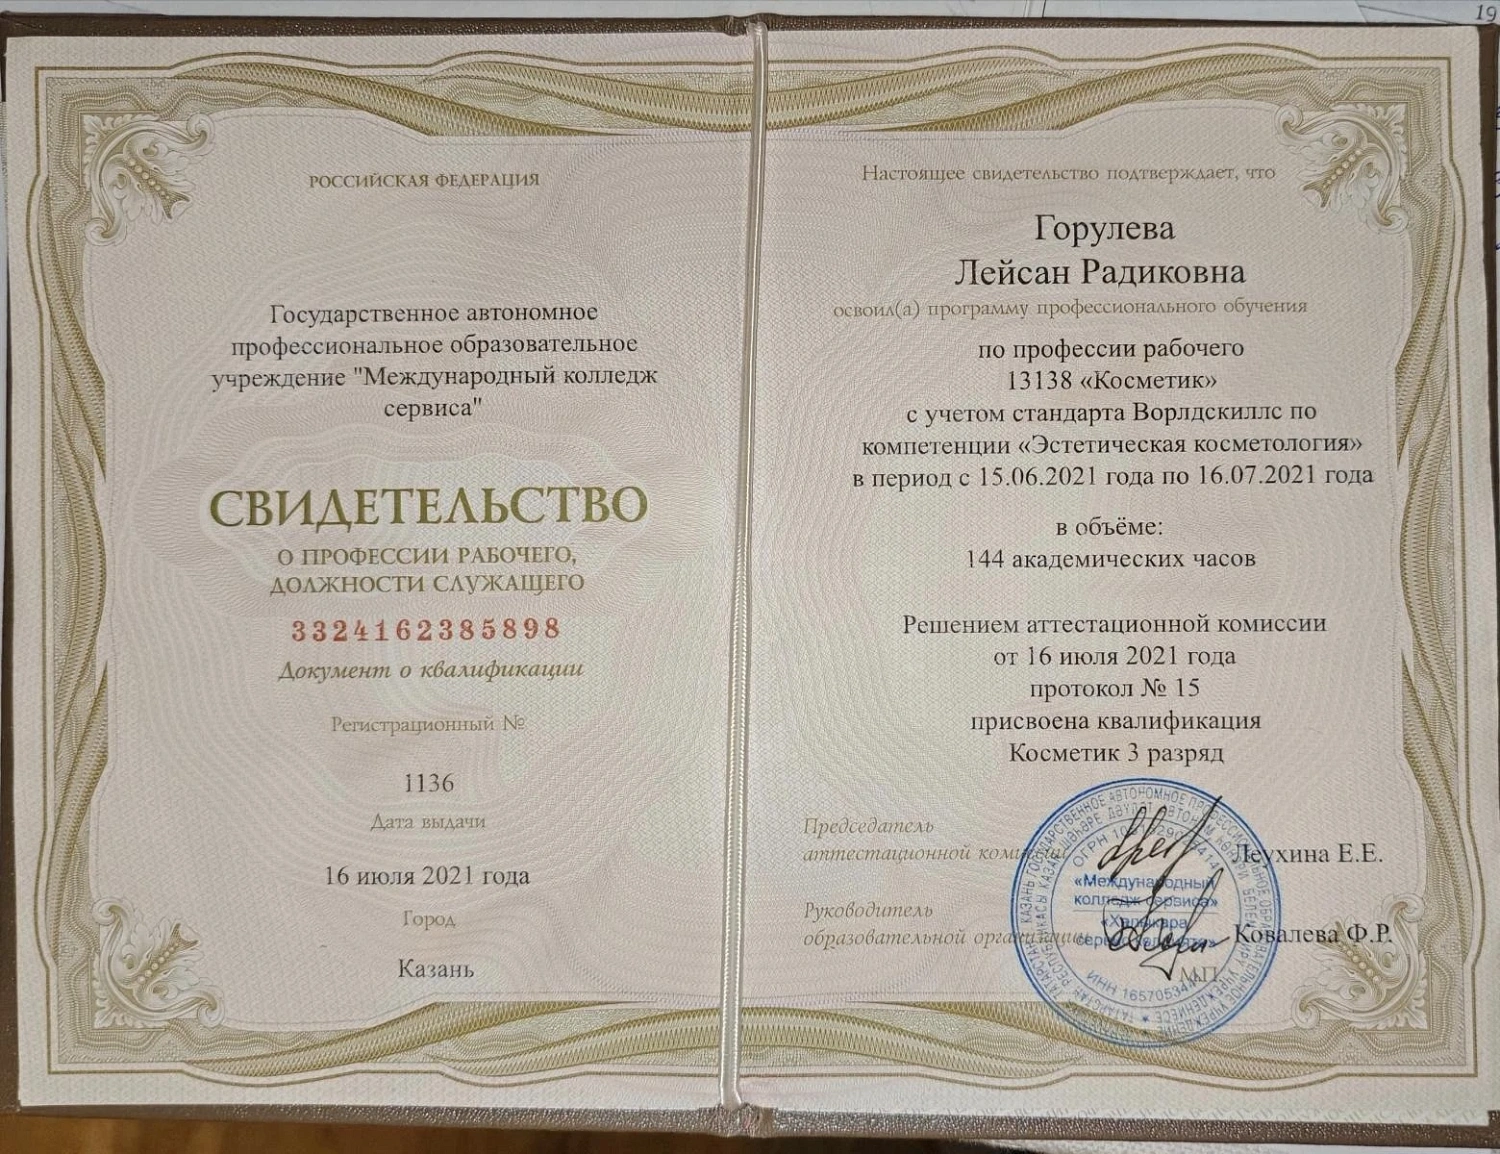 19
РОССИЙСКАЯ ФЕДЕРАЦИЯ
Государственное автономное
профессиональное образовательное
учреждение "Международный колледж
сервиса"
СВИДЕТЕЛЬСТВО
О ПРОФЕССИИ РАБОЧЕГО,
ДОЛЖНОСТИ СЛУЖАЩЕГО
3324162385898
Документ о квалификации
Регистрационный №
1136
Дата выдачи
16 июля 2021 года
Город
Казань
Настоящее свидетельство подтверждает, что
Горулева
Лейсан Радиковна
освоил(а) программу профессионального обучения
по профессии рабочего
13138 «Косметик»
с учетом стандарта Ворлдскиллс по
компетенции «Эстетическая косметология»
в период с 15.06.2021 года по 16.07.2021 года
в объёме:
144 академических часов
Решением аттестационной комиссии
от 16 июля 2021 года
протокол № 15
присвоена квалификация
Косметик 3 разряд
Председатель
аттестационной комиссии
Леухина Е.Е.
Руководитель
образовательной организации
Ковалева Ф.Р.
М.П.
«Международный
колледж сервиса»
«Халыкара